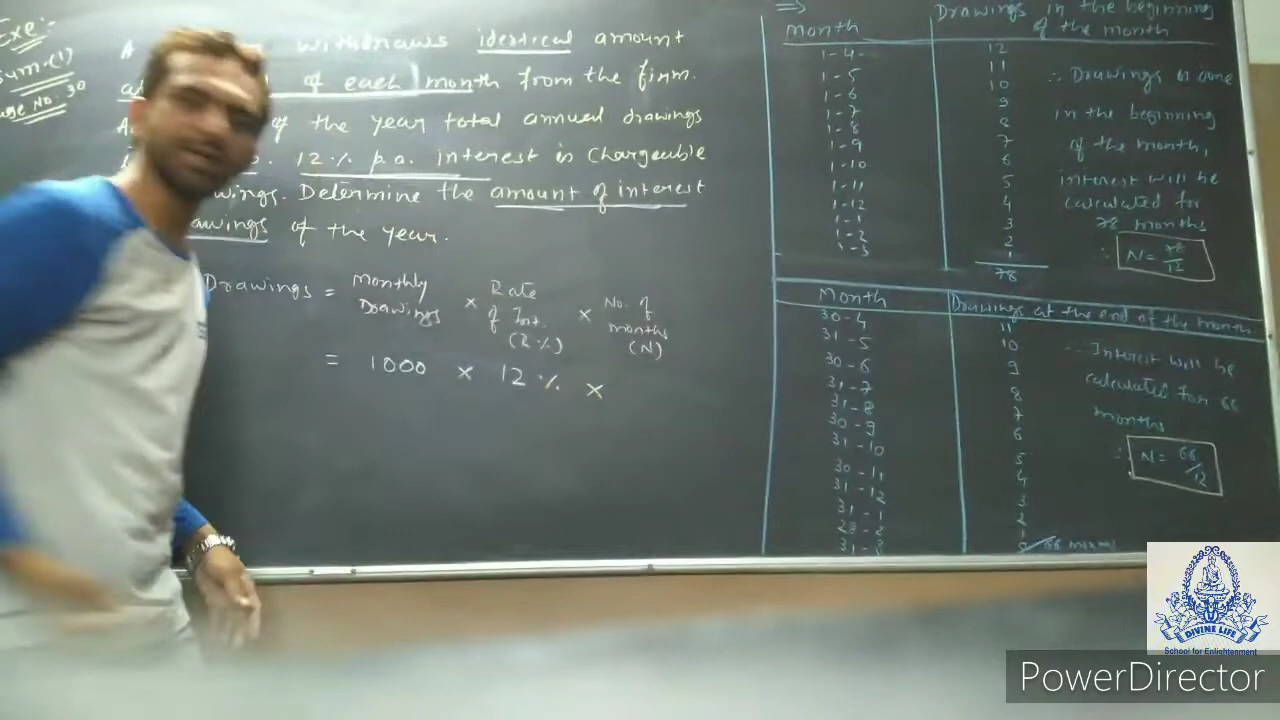 Exe:
Sum.(1)
Page No. 30
A withdraws identical amount
of each month from the firm.
of the year total annual drawings
12% p.a. interest is chargeable
Determine the amount of interest
of the year.
Drawings = Monthly Drawings × Rate of Int. (R%) × No. of months (N)
= 1000 × 12% ×
⇒
Month Drawings in the beginning of the month
1-4- 12
1-5 11
1-6 10
1-7 9
1-8 8
1-9 7
1-10 6
1-11 5
1-12 4
1-1 3
1-2 2
1-3 1
78
∴ Drawings is done
in the beginning
of the month,
interest will be
calculated for
78 months
∴ N = 78/12
Month Drawings at the end of the month
30-4 11
31-5 10
30-6 9
31-7 8
31-8 7
30-9 6
31-10 5
30-11 4
31-12 3
31-1 2
28-2 1
31-3 0
66
∴ Interest will be
calculated for 66
months
∴ N = 66/12
DIVINE LIFE
School for Enlightenment
PowerDirector